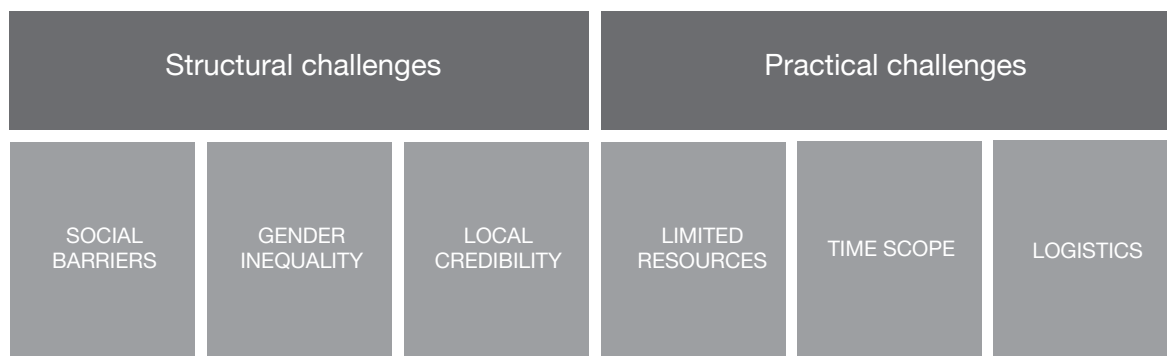 Structural challenges
Practical challenges
SOCIAL
BARRIERS
GENDER
INEQUALITY
LOCAL
CREDIBILITY
LIMITED
RESOURCES
TIME SCOPE
LOGISTICS